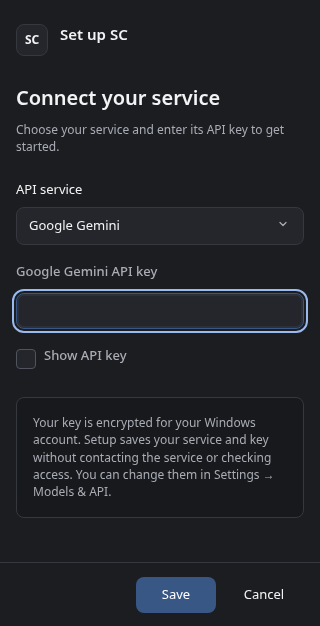 SC
Set up SC
Connect your service
Choose your service and enter its API key to get
started.
API service
Google Gemini
Google Gemini API key
Show API key
Your key is encrypted for your Windows
account. Setup saves your service and key
without contacting the service or checking
access. You can change them in Settings →
Models & API.
Save
Cancel